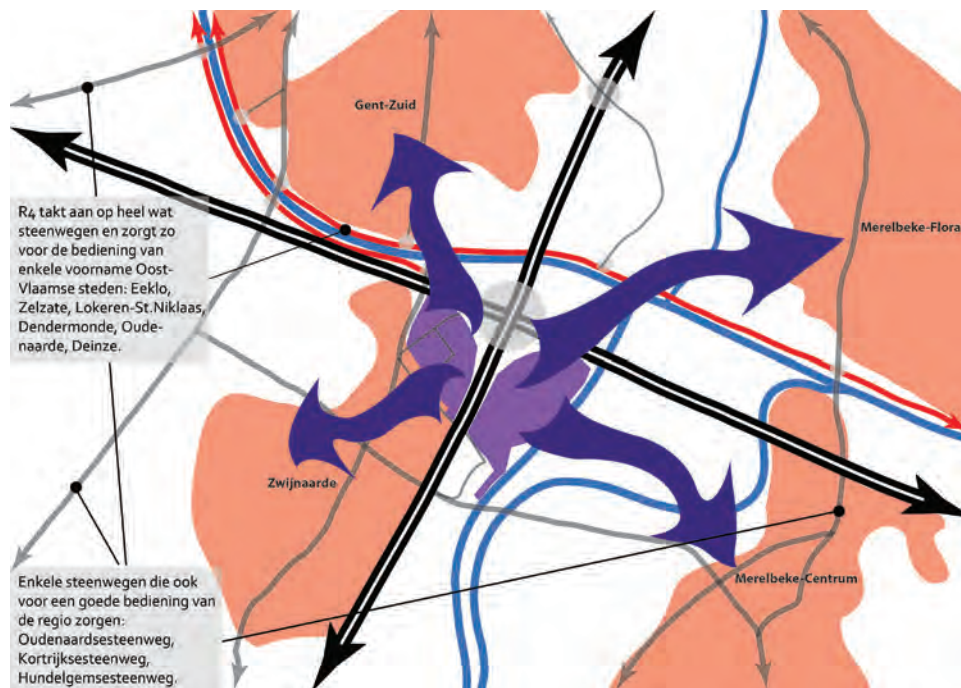 Gent-Zuid
Merelbeke-Flora
R4 takt aan op heel wat
steenwegen en zorgt zo
voor de bediening van
enkele voorname Oost-
Vlaamse steden: Eeklo,
Zelzate, Lokeren-St.Niklaas,
Dendermonde, Oude-
naarde, Deinze.
Zwijnaarde
Merelbeke-Centrum
Enkele steenwegen die ook
voor een goede bediening van
de regio zorgen:
Oudenaardsesteenweg,
Kortrijksesteenweg,
Hundelgemsesteenweg.